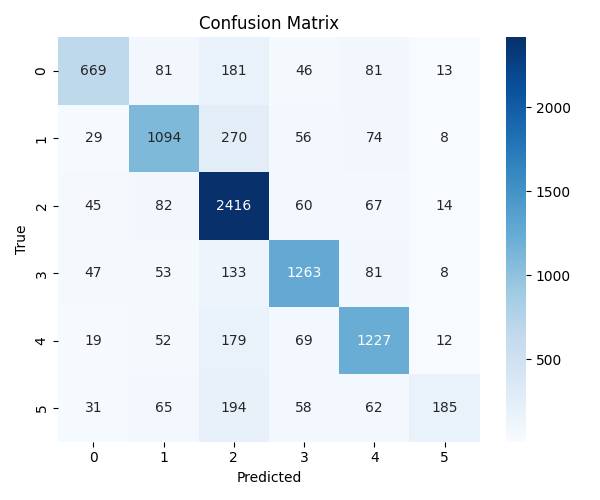 Confusion Matrix
True
0 669 81 181 46 81 13
1 29 1094 270 56 74 8
2 45 82 2416 60 67 14
3 47 53 133 1263 81 8
4 19 52 179 69 1227 12
5 31 65 194 58 62 185
0 1 2 3 4 5
Predicted
2000
1500
1000
500